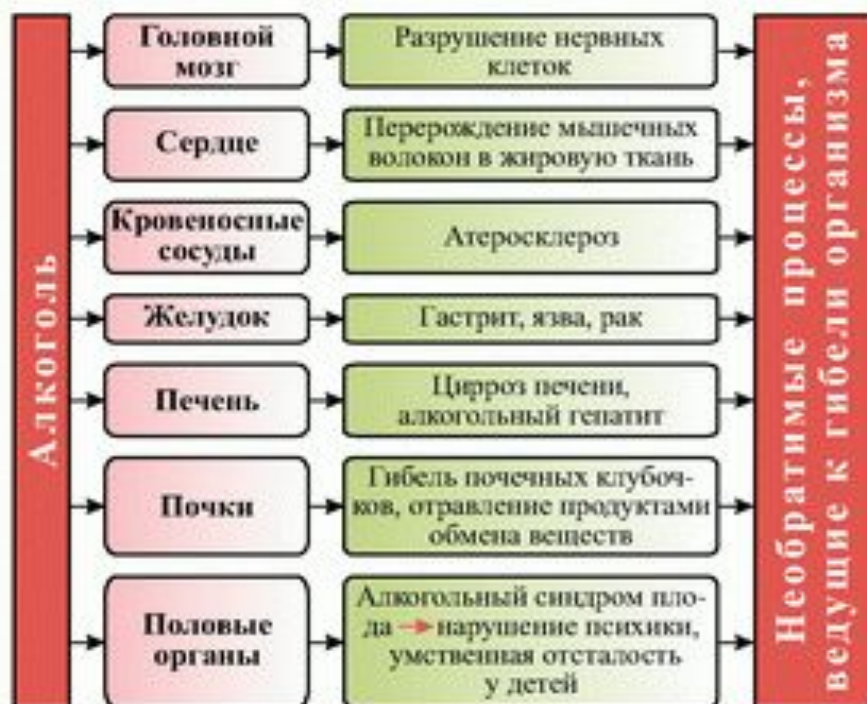 Алкоголь
Головной
мозг
Разрушение нервных
клеток
Сердце
Перерождение мышечных
волокон в жировую ткань
Кровеносные
сосуды
Атеросклероз
Желудок
Гастрит, язва, рак
Печень
Цирроз печени,
алкогольный гепатит
Почки
Гибель почечных клубоч-
ков, отравление продуктами
обмена веществ
Половые
органы
Алкогольный синдром пло-
да → нарушение психики,
умственная отсталость
у детей
Необратимые процессы,
ведущие к гибели организма